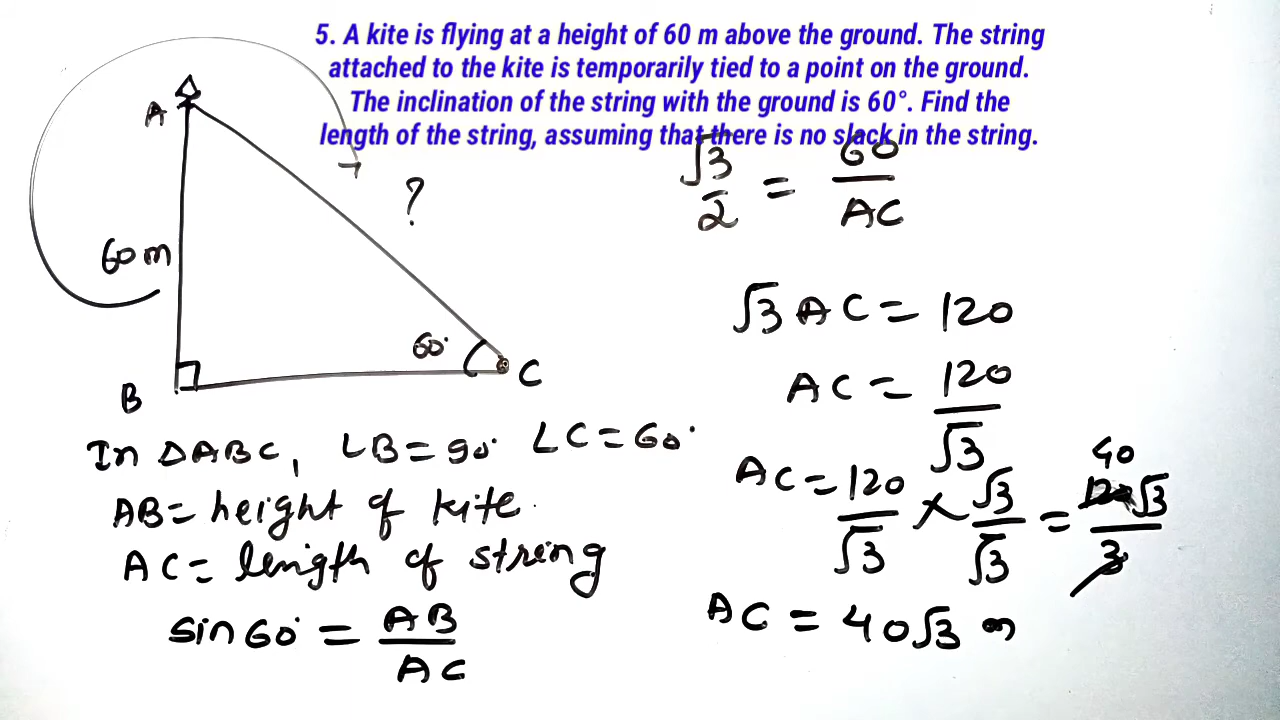 5. A kite is flying at a height of 60 m above the ground. The string
attached to the kite is temporarily tied to a point on the ground.
The inclination of the string with the ground is 60°. Find the
length of the string, assuming that there is no slack in the string.
A
?
60 m
60°
B
C
In ΔABC, ∠B = 90° ∠C = 60°
AB = height of kite.
AC = length of string
sin 60° = AB/AC
√3/2 = 60/AC
√3 AC = 120
AC = 120/√3
40
AC = 120/√3 × √3/√3 = 120√3/3
AC = 40√3 m